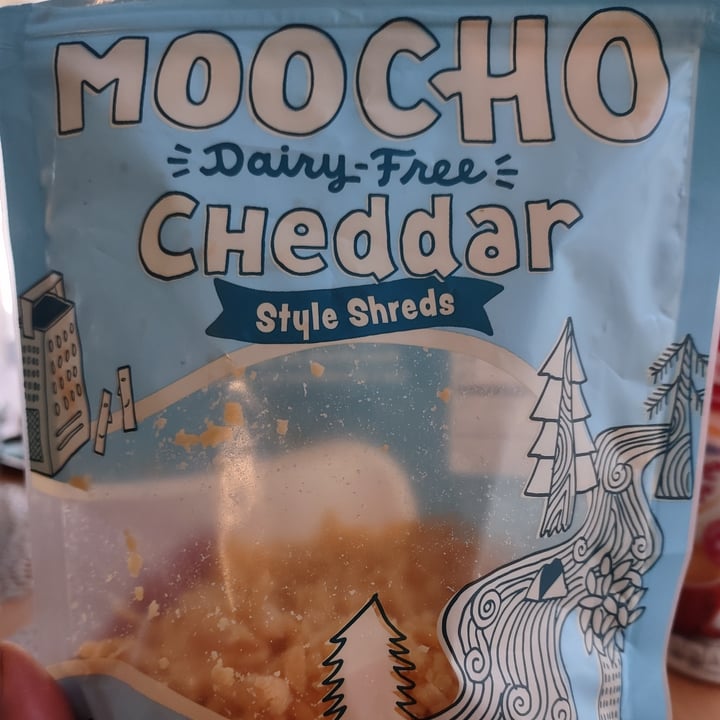 MOOCHO
Dairy-Free
CHeddar
Style Shreds